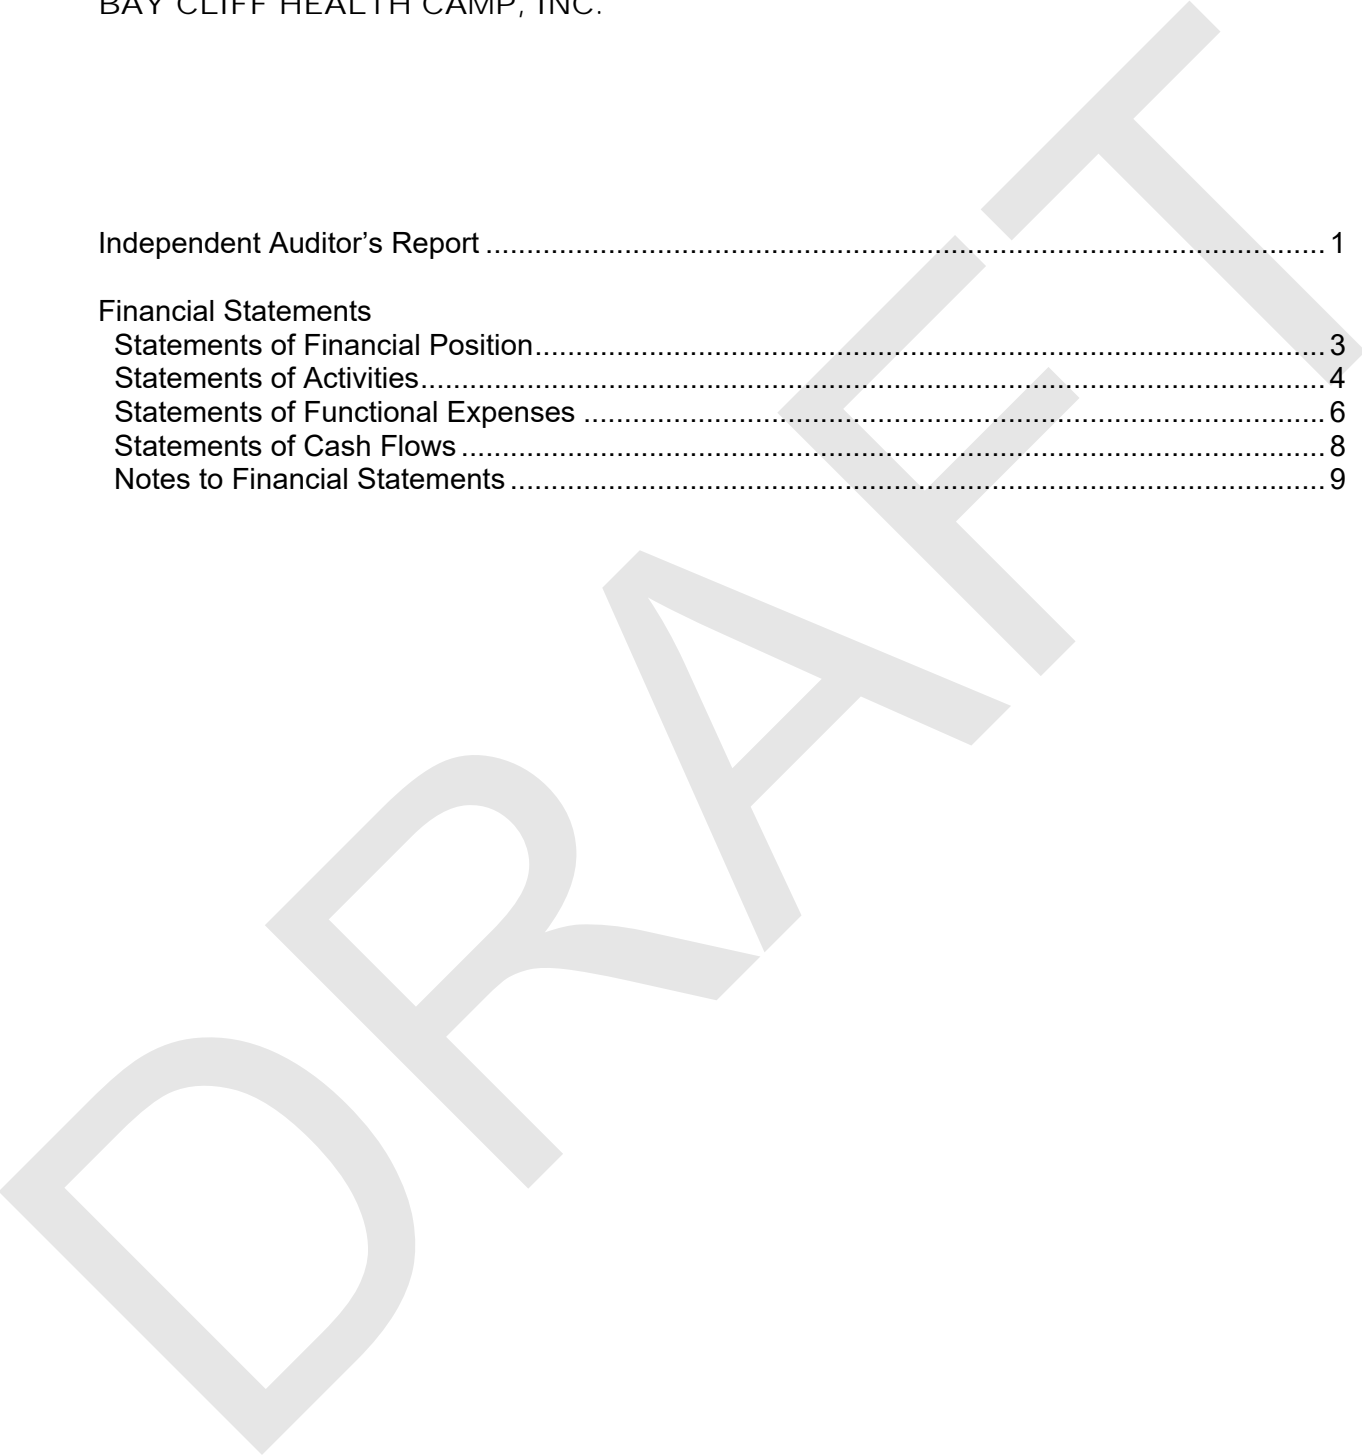 BAY CLIFF HEALTH CAMP, INC.
Independent Auditor’s Report ........................................................................................................ 1
Financial Statements
Statements of Financial Position.................................................................................................. 3
Statements of Activities................................................................................................................ 4
Statements of Functional Expenses ............................................................................................ 6
Statements of Cash Flows ........................................................................................................... 8
Notes to Financial Statements ..................................................................................................... 9
DRAFT